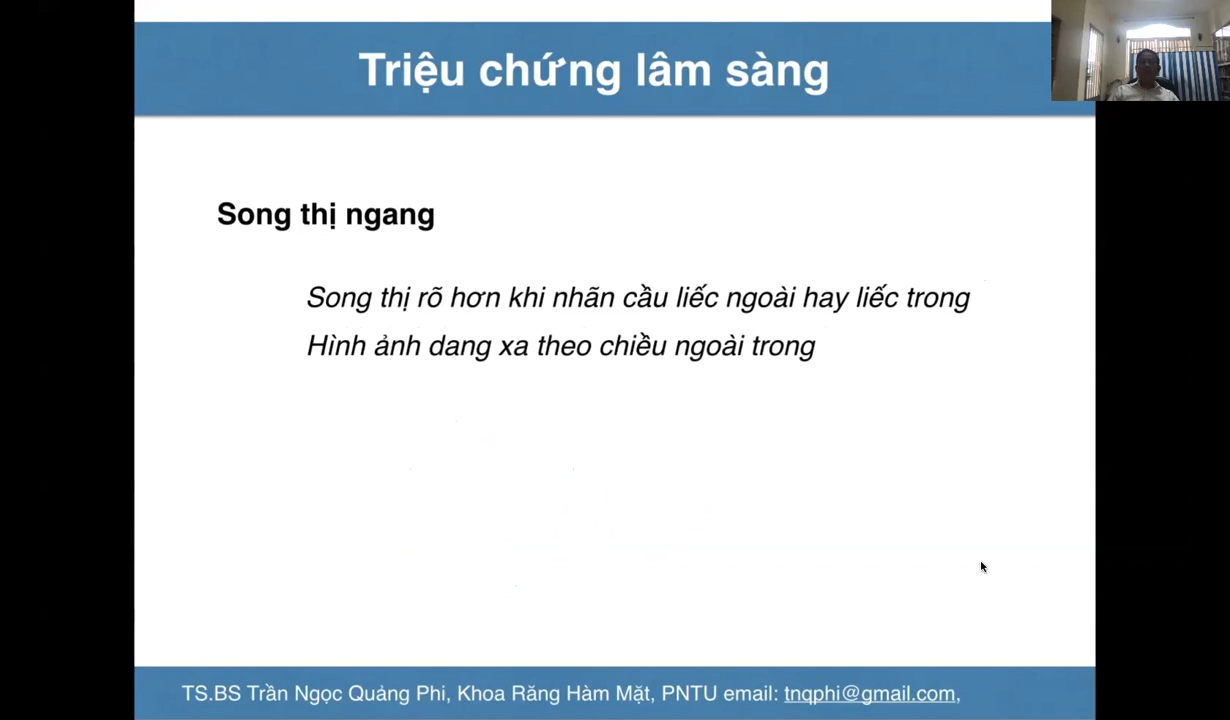 Triệu chứng lâm sàng
Song thị ngang
Song thị rõ hơn khi nhãn cầu liếc ngoài hay liếc trong
Hình ảnh dang xa theo chiều ngoài trong
TS.BS Trần Ngọc Quảng Phi, Khoa Răng Hàm Mặt, PNTU email: tnqphi@gmail.com,